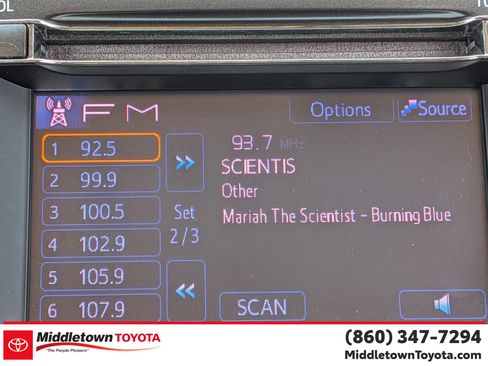 OL
TU
FM
Options
Source
1 92.5
2 99.9
3 100.5
4 102.9
5 105.9
6 107.9
Set
2/3
93.7 MHz
SCIENTIS
Other
Mariah The Scientist - Burning Blue
SCAN
Middletown TOYOTA
"The People Pleasers"
(860) 347-7294
MiddletownToyota.com